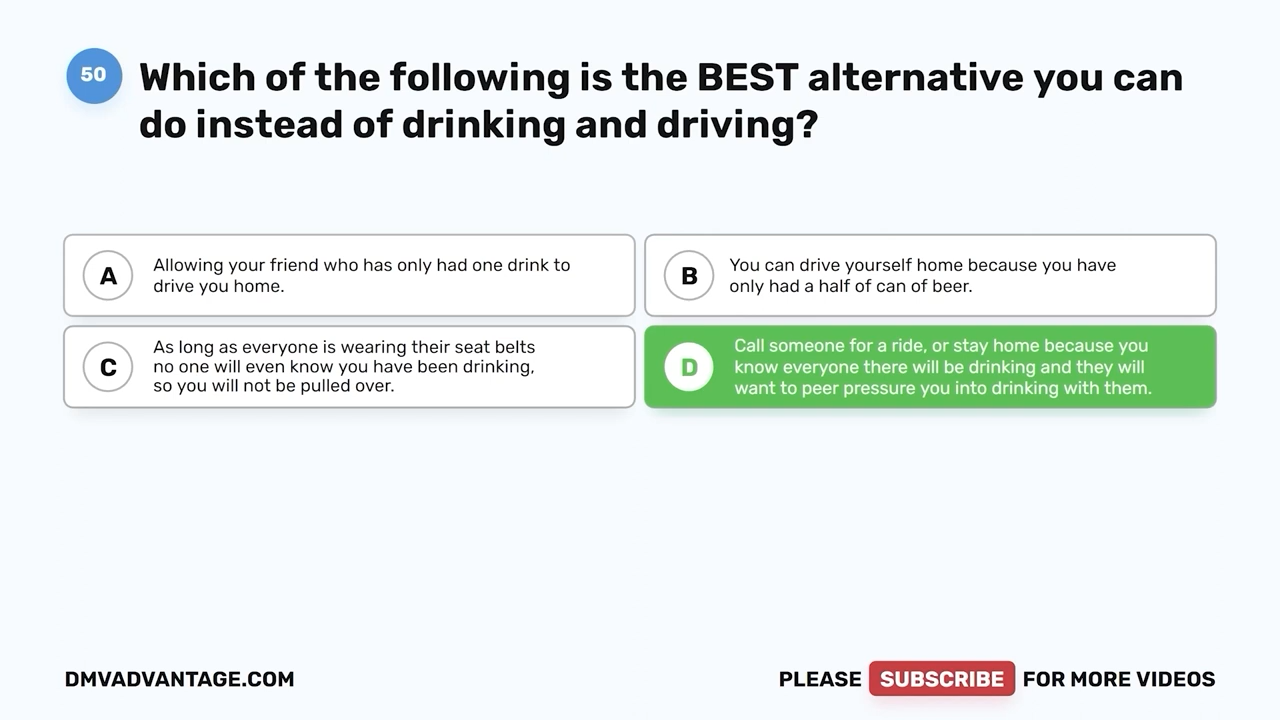 50
Which of the following is the BEST alternative you can
do instead of drinking and driving?
A
Allowing your friend who has only had one drink to
drive you home.
B
You can drive yourself home because you have
only had a half of can of beer.
C
As long as everyone is wearing their seat belts
no one will even know you have been drinking,
so you will not be pulled over.
D
Call someone for a ride, or stay home because you
know everyone there will be drinking and they will
want to peer pressure you into drinking with them.
DMVADVANTAGE.COM
PLEASE SUBSCRIBE FOR MORE VIDEOS